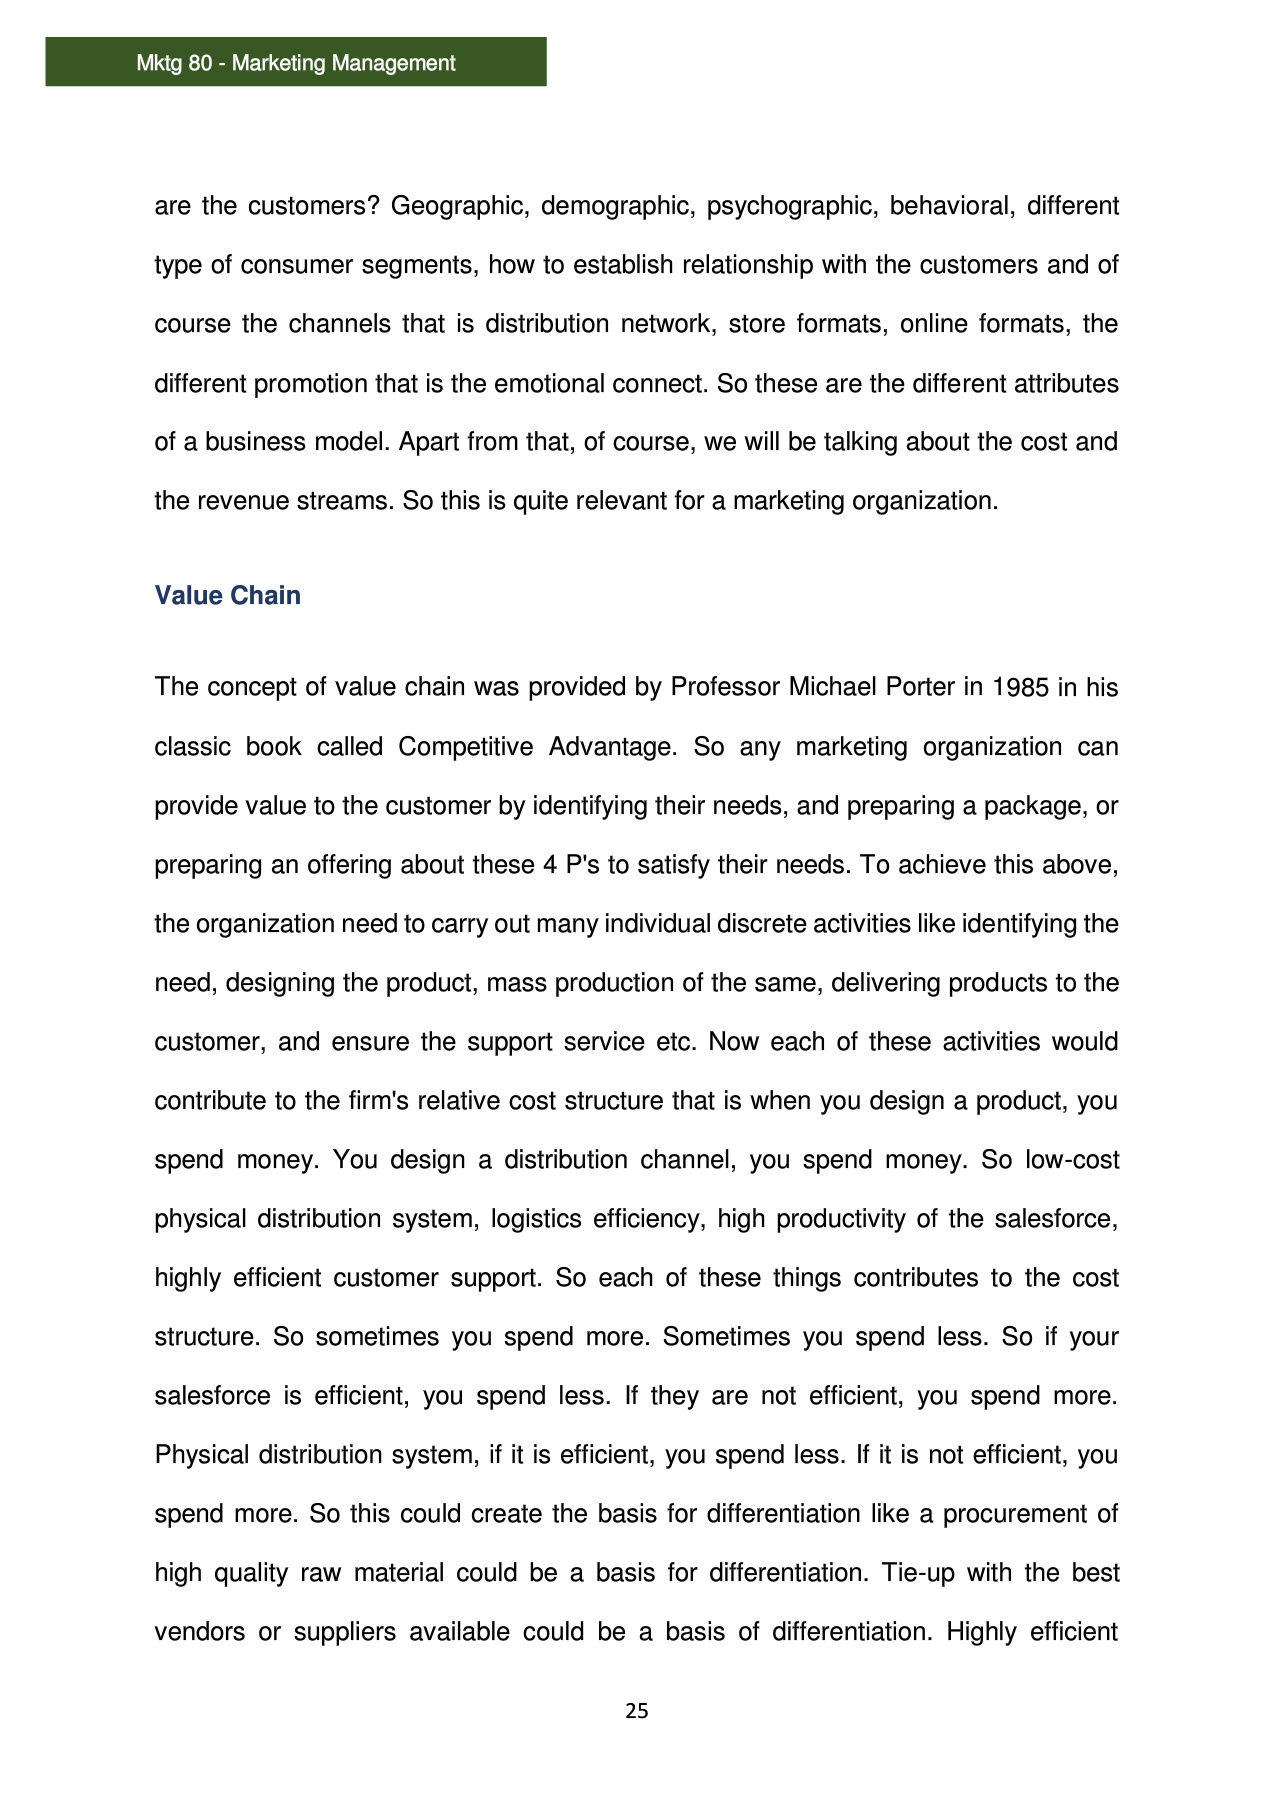 Mktg 80 - Marketing Management
are the customers? Geographic, demographic, psychographic, behavioral, different
type of consumer segments, how to establish relationship with the customers and of
course the channels that is distribution network, store formats, online formats, the
different promotion that is the emotional connect. So these are the different attributes
of a business model. Apart from that, of course, we will be talking about the cost and
the revenue streams. So this is quite relevant for a marketing organization.
Value Chain
The concept of value chain was provided by Professor Michael Porter in 1985 in his
classic book called Competitive Advantage. So any marketing organization can
provide value to the customer by identifying their needs, and preparing a package, or
preparing an offering about these 4 P's to satisfy their needs. To achieve this above,
the organization need to carry out many individual discrete activities like identifying the
need, designing the product, mass production of the same, delivering products to the
customer, and ensure the support service etc. Now each of these activities would
contribute to the firm's relative cost structure that is when you design a product, you
spend money. You design a distribution channel, you spend money. So low-cost
physical distribution system, logistics efficiency, high productivity of the salesforce,
highly efficient customer support. So each of these things contributes to the cost
structure. So sometimes you spend more. Sometimes you spend less. So if your
salesforce is efficient, you spend less. If they are not efficient, you spend more.
Physical distribution system, if it is efficient, you spend less. If it is not efficient, you
spend more. So this could create the basis for differentiation like a procurement of
high quality raw material could be a basis for differentiation. Tie-up with the best
vendors or suppliers available could be a basis of differentiation. Highly efficient
25